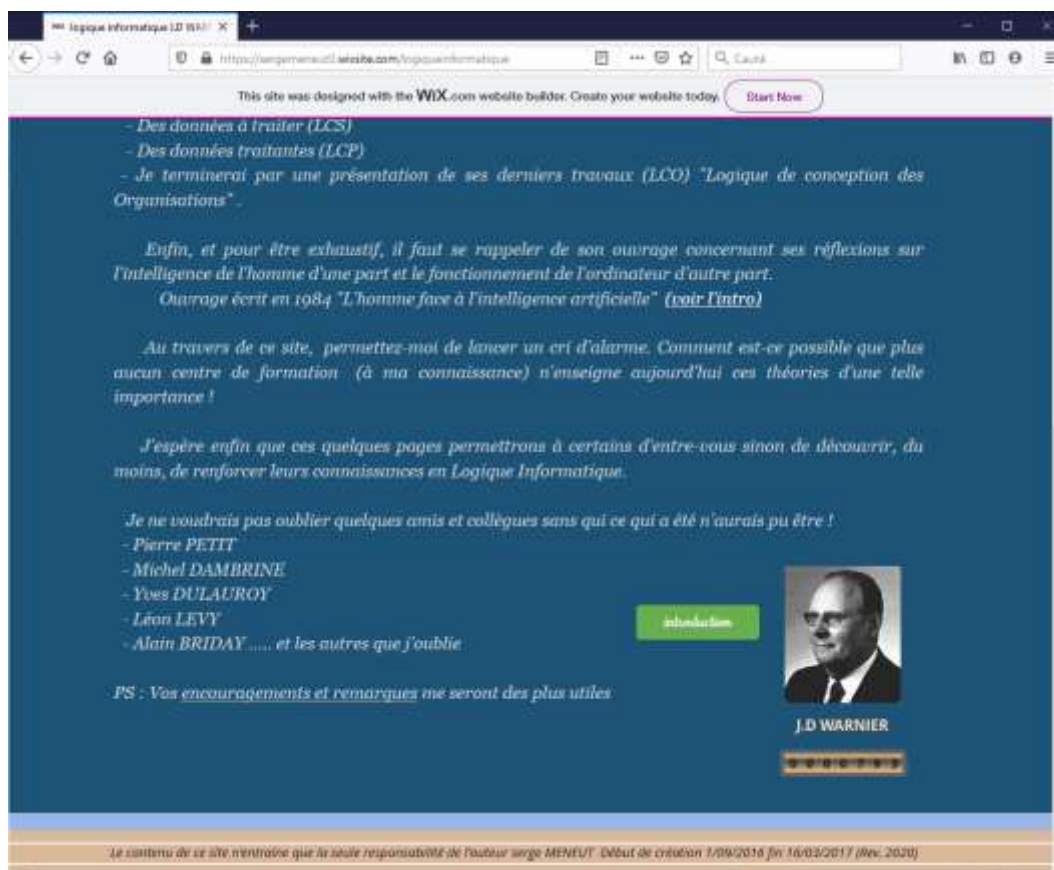 logique informatique J.D WAR
https://sergemeneut1.wixsite.com/logiqueinformatique
Caută
This site was designed with the WiX.com website builder. Create your website today. Start Now
- Des données à traiter (LCS)
- Des données traitantes (LCP)
- Je terminerai par une présentation de ses derniers travaux (LCO) "Logique de conception des
Organisations" .
Enfin, et pour être exhaustif, il faut se rappeler de son ouvrage concernant ses réflexions sur
l'intelligence de l'homme d'une part et le fonctionnement de l'ordinateur d'autre part.
Ouvrage écrit en 1984 "L'homme face à l'intelligence artificielle" (voir l'intro)
Au travers de ce site, permettez-moi de lancer un cri d'alarme. Comment est-ce possible que plus
aucun centre de formation (à ma connaissance) n'enseigne aujourd'hui ces théories d'une telle
importance !
J'espère enfin que ces quelques pages permettrons à certains d'entre-vous sinon de découvrir, du
moins, de renforcer leurs connaissances en Logique Informatique.
Je ne voudrais pas oublier quelques amis et collègues sans qui ce qui a été n'aurais pu être !
- Pierre PETIT
- Michel DAMBRINE
- Yves DULAUROY
- Léon LEVY
- Alain BRIDAY ..... et les autres que j'oublie
introduction
PS : Vos encouragements et remarques me seront des plus utiles
J.D WARNIER
Le contenu de ce site n'entraîne que la seule responsabilité de l'auteur serge MENEUT Début de création 1/09/2016 fin 16/03/2017 (Rev. 2020)